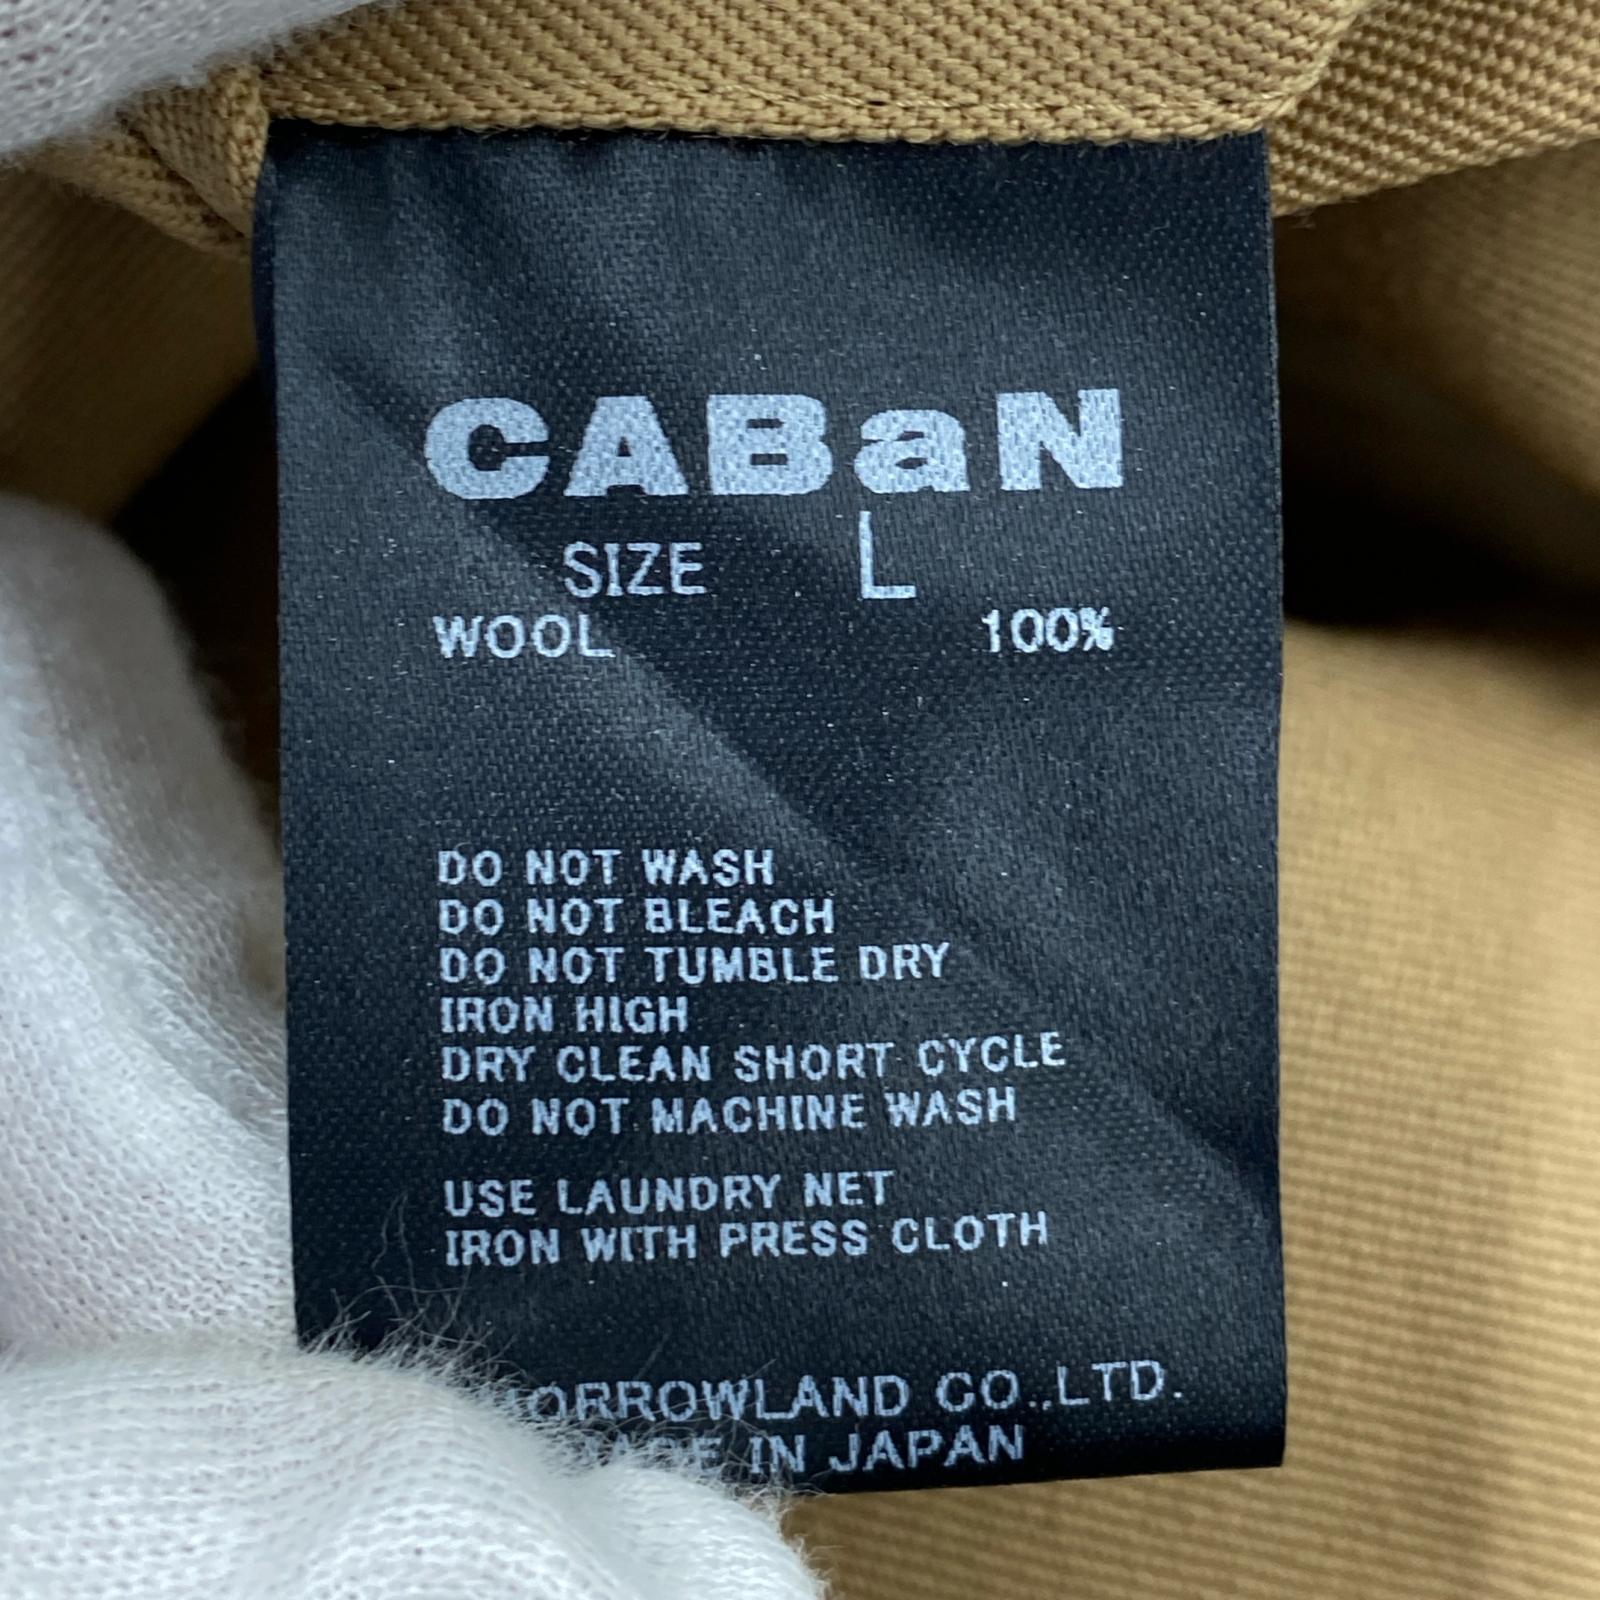 CABaN
SIZE L
WOOL 100%
DO NOT WASH
DO NOT BLEACH
DO NOT TUMBLE DRY
IRON HIGH
DRY CLEAN SHORT CYCLE
DO NOT MACHINE WASH
USE LAUNDRY NET
IRON WITH PRESS CLOTH
CO.,LTD.
MADE IN JAPAN